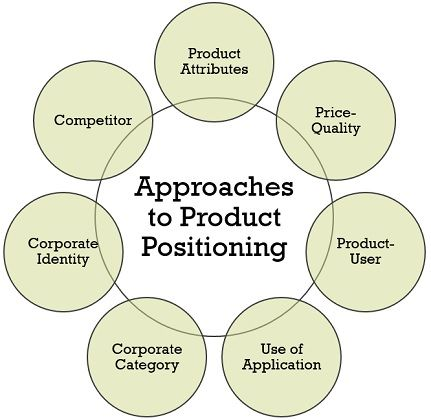 Product
Attributes
Price-
Quality
Product-
User
Use of
Application
Corporate
Category
Corporate
Identity
Competitor
Approaches
to Product
Positioning